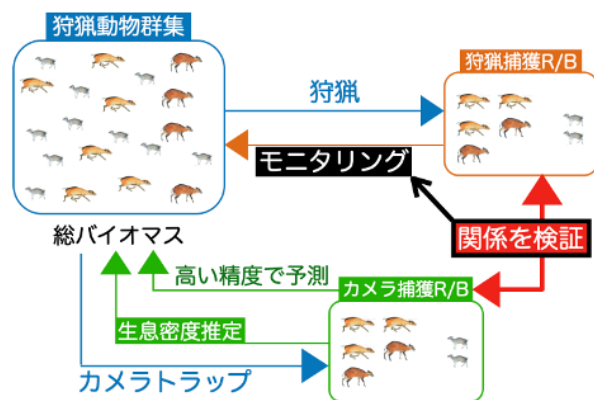 狩猟動物群集
狩猟捕獲R/B
狩猟
モニタリング
関係を検証
総バイオマス
高い精度で予測
カメラ捕獲R/B
生息密度推定
カメラトラップ